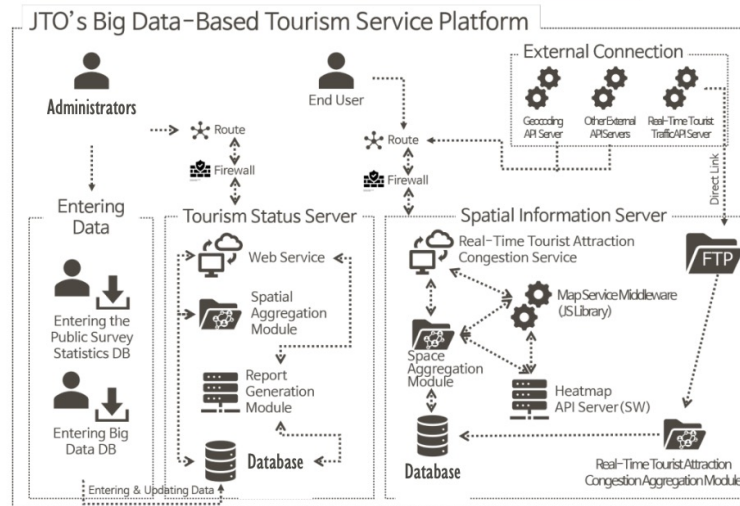 JTO's Big Data-Based Tourism Service Platform
External Connection
Administrators
End User
Geocoding
API Server
Other External
API Servers
Real-Time Tourist
Traffic API Server
Route
Firewall
Route
Firewall
Direct Link
Entering
Data
Entering the
Public Survey
Statistics DB
Entering Big
Data DB
Entering & Updating Data
Tourism Status Server
Web Service
Spatial
Aggregation
Module
Report
Generation
Module
Database
Spatial Information Server
Real-Time Tourist Attraction
Congestion Service
FTP
Map Service Middleware
(JS Library)
Space
Aggregation
Module
Heatmap
API Server (SW)
Database
Real-Time Tourist Attraction
Congestion Aggregation Module